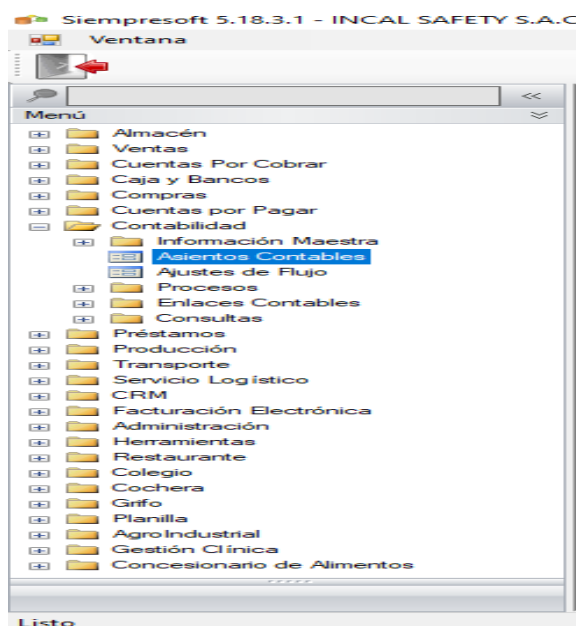 Siempresoft 5.18.3.1 - INCAL SAFETY S.A.C
Ventana
<<
Menú
Almacén
Ventas
Cuentas Por Cobrar
Caja y Bancos
Compras
Cuentas por Pagar
Contabilidad
Información Maestra
Asientos Contables
Ajustes de Flujo
Procesos
Enlaces Contables
Consultas
Préstamos
Producción
Transporte
Servicio Logístico
CRM
Facturación Electrónica
Administración
Herramientas
Restaurante
Colegio
Cochera
Grifo
Planilla
AgroIndustrial
Gestión Clínica
Concesionario de Alimentos
Listo